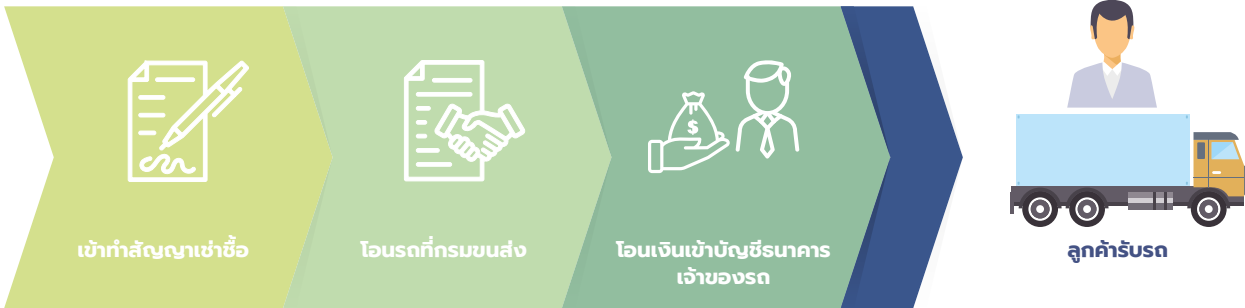 เข้าทำสัญญาเช่าซื้อ
โอนรถที่กรมขนส่ง
โอนเงินเข้าบัญชีธนาคาร
เจ้าของรถ
ลูกค้ารับรถ
$